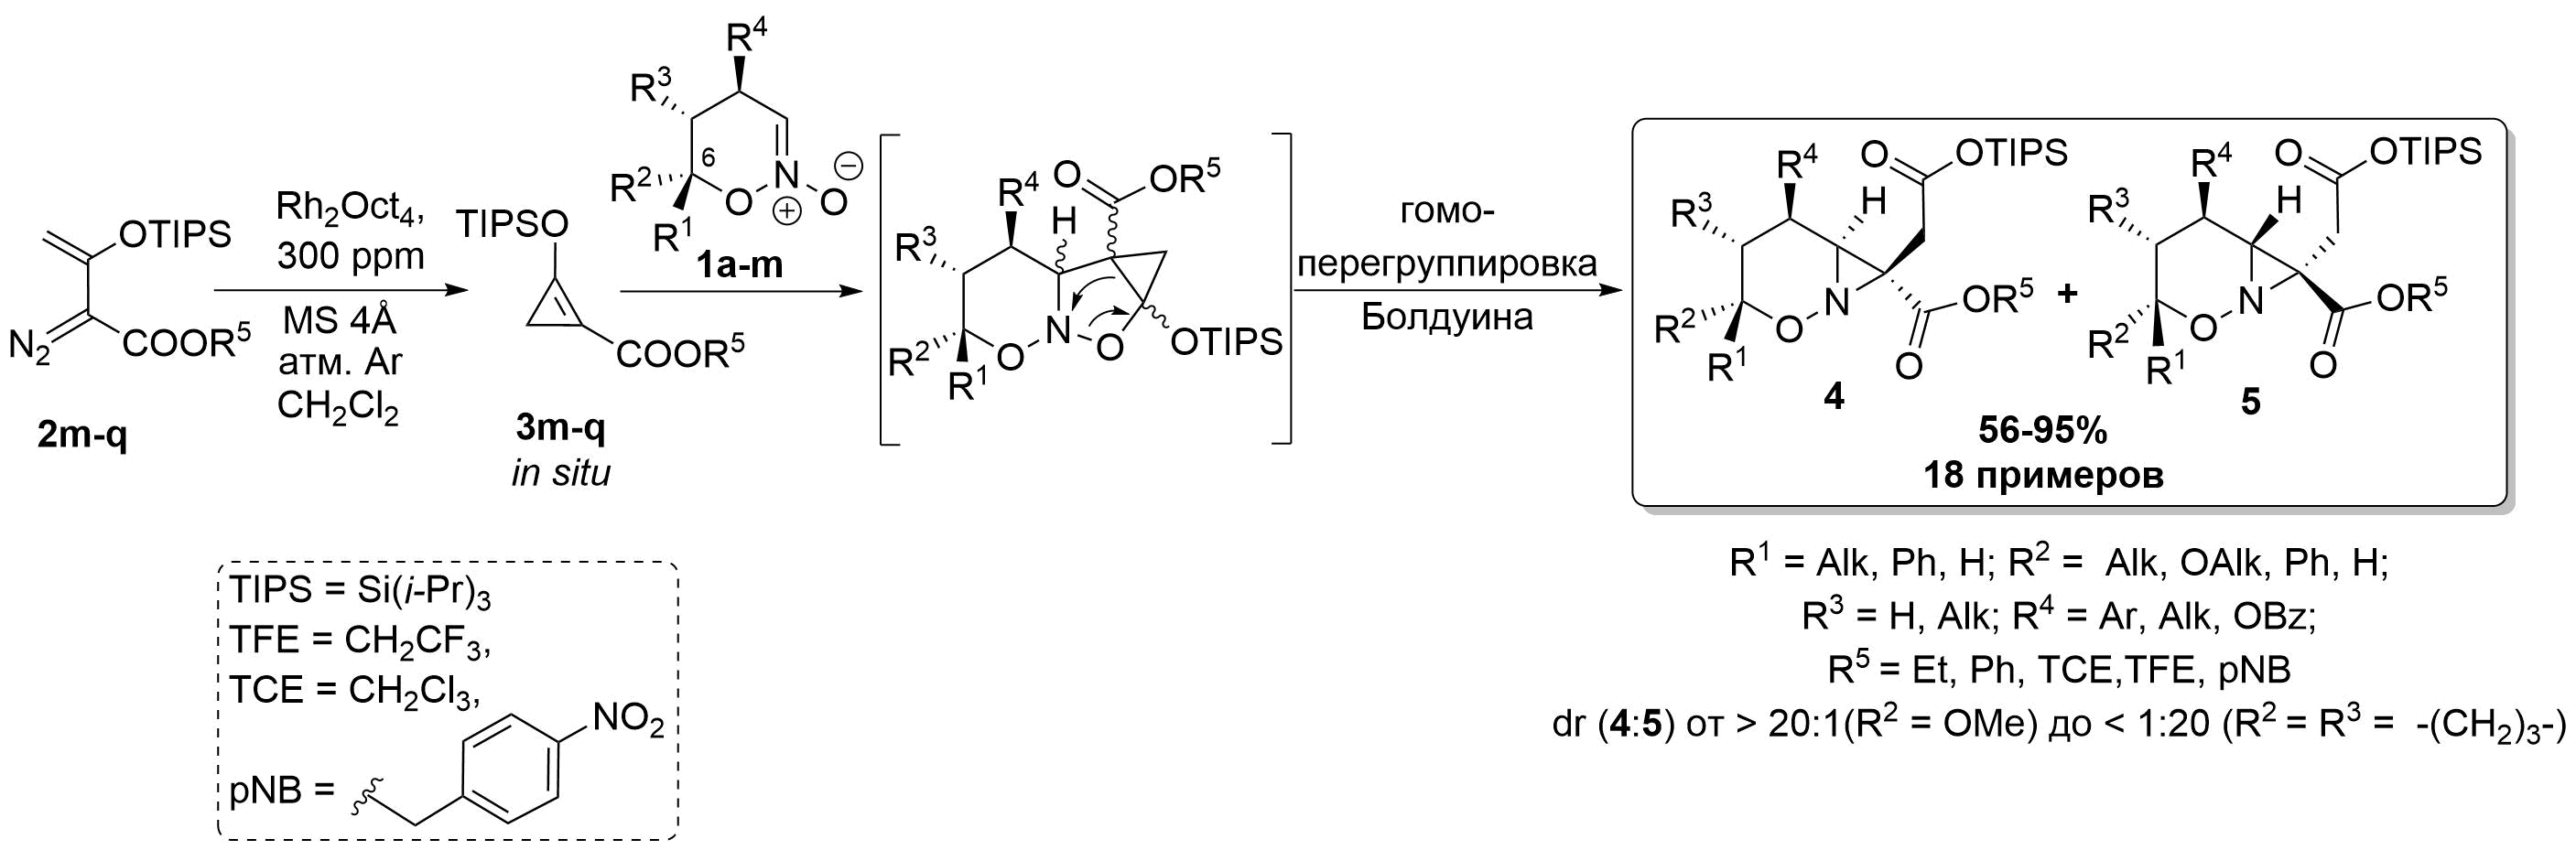 OTIPS
N2
COOR5
2m-q
Rh2Oct4,
300 ppm
MS 4Å
атм. Ar
CH2Cl2
TIPSO
COOR5
3m-q
in situ
R4
R3
6
R2
R1
O
N
⊕
O
⊖
1a-m
R4
H
O
OR5
R3
R2
R1
O
N
O
OTIPS
гомо-
перегруппировка
Болдуина
R4
R3
R2
R1
O
N
H
O
OTIPS
OR5
O
4
+
R4
R3
R2
R1
O
N
H
O
OTIPS
OR5
O
5
56-95%
18 примеров
TIPS = Si(i-Pr)3
TFE = CH2CF3,
TCE = CH2Cl3,
pNB =
NO2
R1 = Alk, Ph, H; R2 = Alk, OAlk, Ph, H;
R3 = H, Alk; R4 = Ar, Alk, OBz;
R5 = Et, Ph, TCE,TFE, pNB
dr (4:5) от > 20:1(R2 = OMe) до < 1:20 (R2 = R3 = -(CH2)3-)